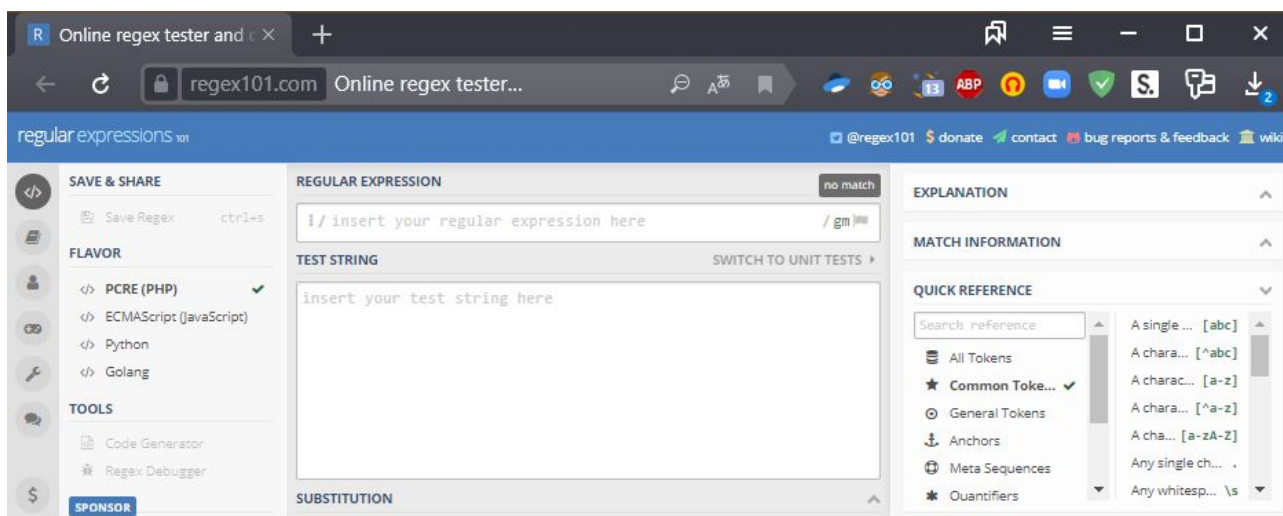 R Online regex tester and
regex101.com Online regex tester...
13 ABP S. 2
regular expressions 101
@regex101 $ donate contact bug reports & feedback wiki
SAVE & SHARE
Save Regex ctrl+s
FLAVOR
</> PCRE (PHP)
</> ECMAScript (JavaScript)
</> Python
</> Golang
TOOLS
Code Generator
Regex Debugger
SPONSOR
REGULAR EXPRESSION no match
/ insert your regular expression here / gm
TEST STRING SWITCH TO UNIT TESTS
insert your test string here
SUBSTITUTION
EXPLANATION
MATCH INFORMATION
QUICK REFERENCE
Search reference
All Tokens
Common Toke...
General Tokens
Anchors
Meta Sequences
Quantifiers
A single ... [abc]
A chara... [^abc]
A charac... [a-z]
A chara... [^a-z]
A cha... [a-zA-Z]
Any single ch... .
Any whitesp... \s